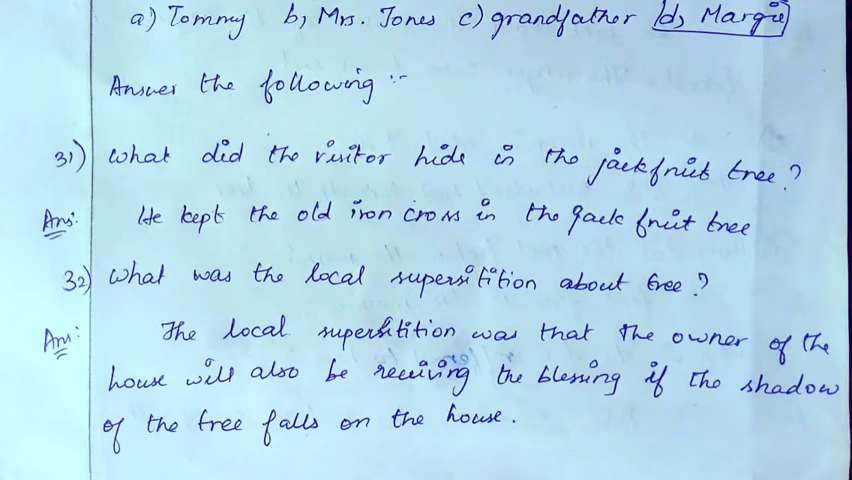 a) Tommy b, Mrs. Jones c) grandfather d, Margie
Answer the following :-
31) What did the visitor hide in the jackfruit tree?
Ans: He kept the old iron cross in the jack fruit tree
32) What was the local supersitition about tree?
Ans: The local supersitition was that the owner of the
house will also be receiving the blessing if the shadow
of the tree falls on the house.